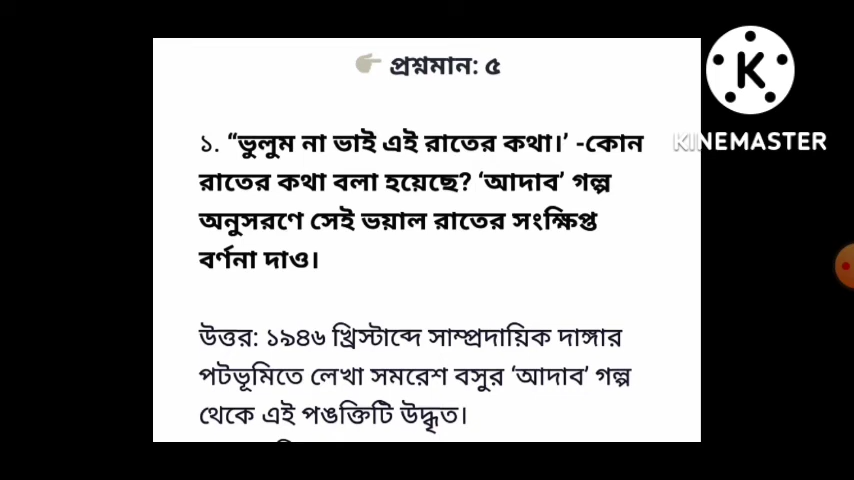 প্রশ্নমান: ৫
১. “ভুলুম না ভাই এই রাতের কথা।’ -কোন
রাতের কথা বলা হয়েছে? ‘আদাব’ গল্প
অনুসরণে সেই ভয়াল রাতের সংক্ষিপ্ত
বর্ণনা দাও।
উত্তর: ১৯৪৬ খ্রিস্টাব্দে সাম্প্রদায়িক দাঙ্গার
পটভূমিতে লেখা সমরেশ বসুর ‘আদাব’ গল্প
থেকে এই পঙক্তিটি উদ্ধৃত।
K
KINEMASTER